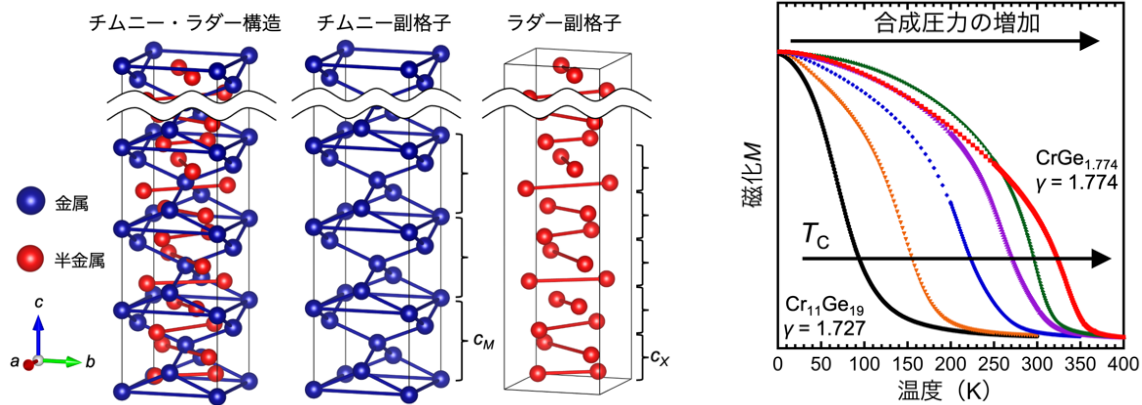 チムニー・ラダー構造
チムニー副格子
ラダー副格子
金属
半金属
c
a
b
c_M
c_X
合成圧力の増加
磁化M
CrGe1.774
γ = 1.774
T_C
Cr11Ge19
γ = 1.727
0 50 100 150 200 250 300 350 400
温度（K）